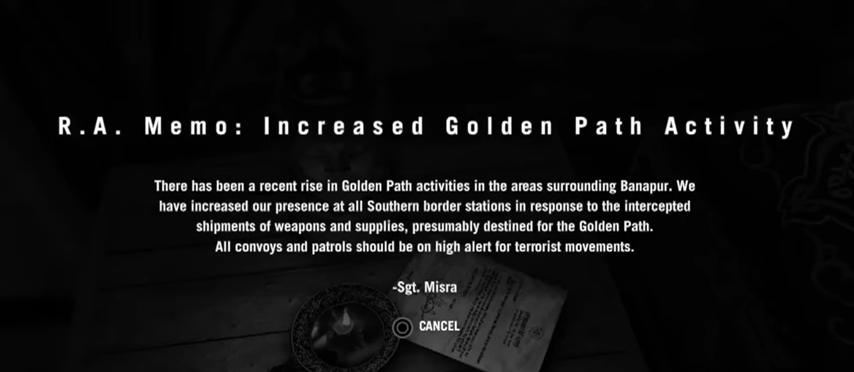 R.A. Memo: Increased Golden Path Activity
There has been a recent rise in Golden Path activities in the areas surrounding Banapur. We
have increased our presence at all Southern border stations in response to the intercepted
shipments of weapons and supplies, presumably destined for the Golden Path.
All convoys and patrols should be on high alert for terrorist movements.
-Sgt. Misra
CANCEL